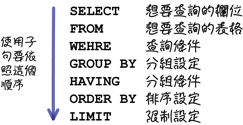 使用子
句要依
照這個
順序
SELECT 想要查詢的欄位
FROM 想要查詢的表格
WEHRE 查詢條件
GROUP BY 分組設定
HAVING 分組條件
ORDER BY 排序設定
LIMIT 限制設定